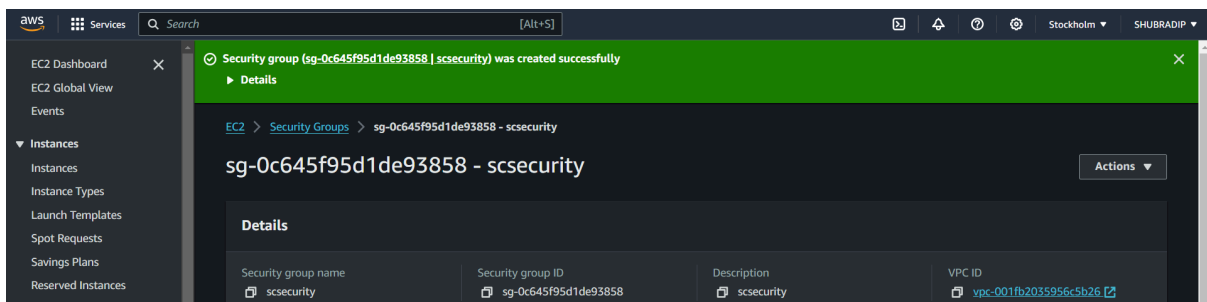 aws Services Search [Alt+S] Stockholm ▼ SHUBRADIP ▼
EC2 Dashboard
EC2 Global View
Events
▼ Instances
Instances
Instance Types
Launch Templates
Spot Requests
Savings Plans
Reserved Instances
Security group (sg-0c645f95d1de93858 | scsecurity) was created successfully
▶ Details
EC2 > Security Groups > sg-0c645f95d1de93858 - scsecurity
sg-0c645f95d1de93858 - scsecurity
Actions ▼
Details
Security group name
scsecurity
Security group ID
sg-0c645f95d1de93858
Description
scsecurity
VPC ID
vpc-001fb2035956c5b26